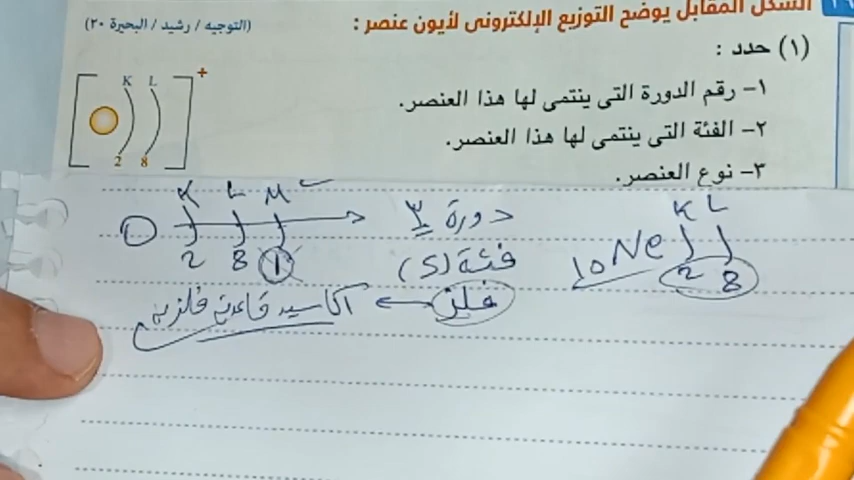 الشكل المقابل يوضح التوزيع الإلكترونى لأيون عنصر :
(التوجيه / رشيد / البحيرة ٢٠)
(١) حدد :
١- رقم الدورة التى ينتمى لها هذا العنصر.
٢- الفئة التى ينتمى لها هذا العنصر.
٣- نوع العنصر.
K L +
2 8
K L M
2 8 1
دورة ٣
فئة (S)
فلز ← أكاسيد قاعدية فلزية
K L
10Ne 2 8